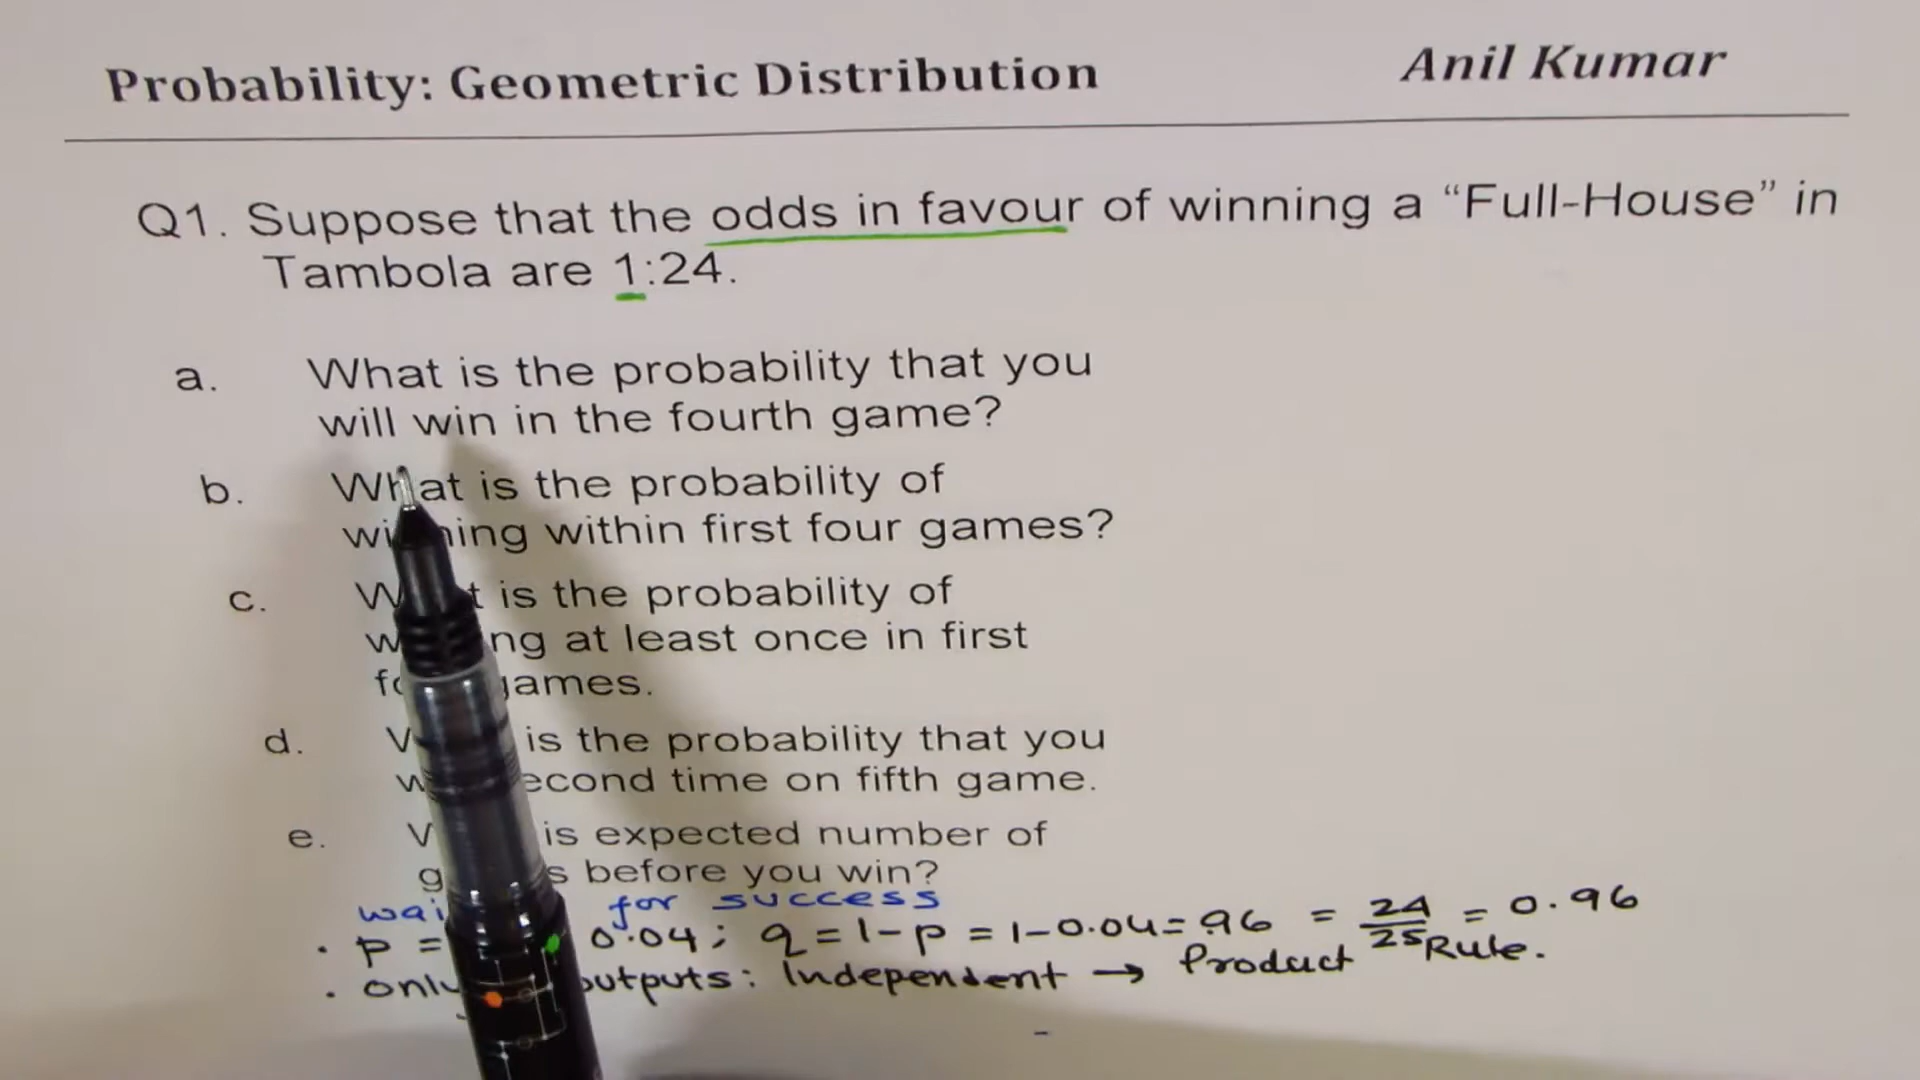 Probability: Geometric Distribution Anil Kumar
Q1. Suppose that the odds in favour of winning a “Full-House” in
Tambola are 1:24.
a. What is the probability that you
will win in the fourth game?
b. What is the probability of
winning within first four games?
c. is the probability of
at least once in first
games.
d. is the probability that you
second time on fifth game.
e. is expected number of
before you win?
for success
• p = 0.04; q = 1-p = 1-0.04 = .96 = 24/25 = 0.96
• only outputs: Independent → Product Rule.